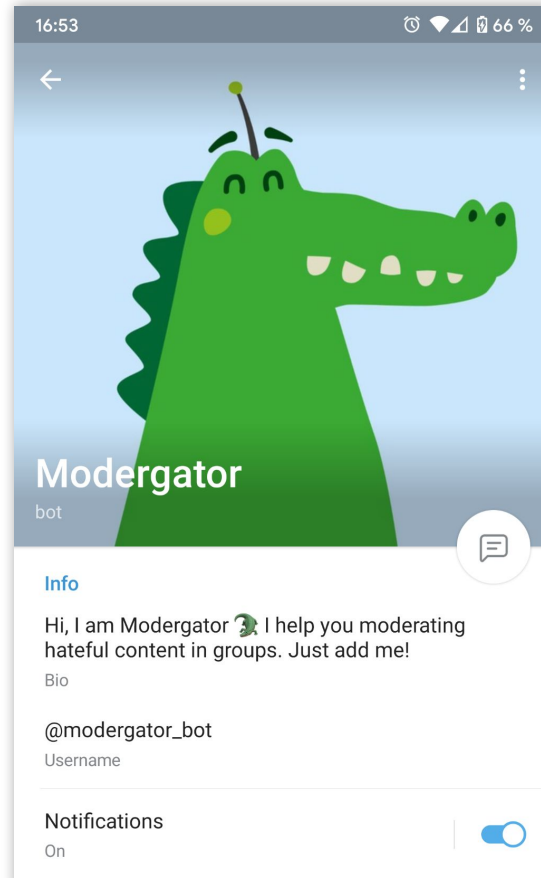 16:53 66 %
Modergator
bot
Info
Hi, I am Modergator 🐊 I help you moderating
hateful content in groups. Just add me!
Bio
@modergator_bot
Username
Notifications
On